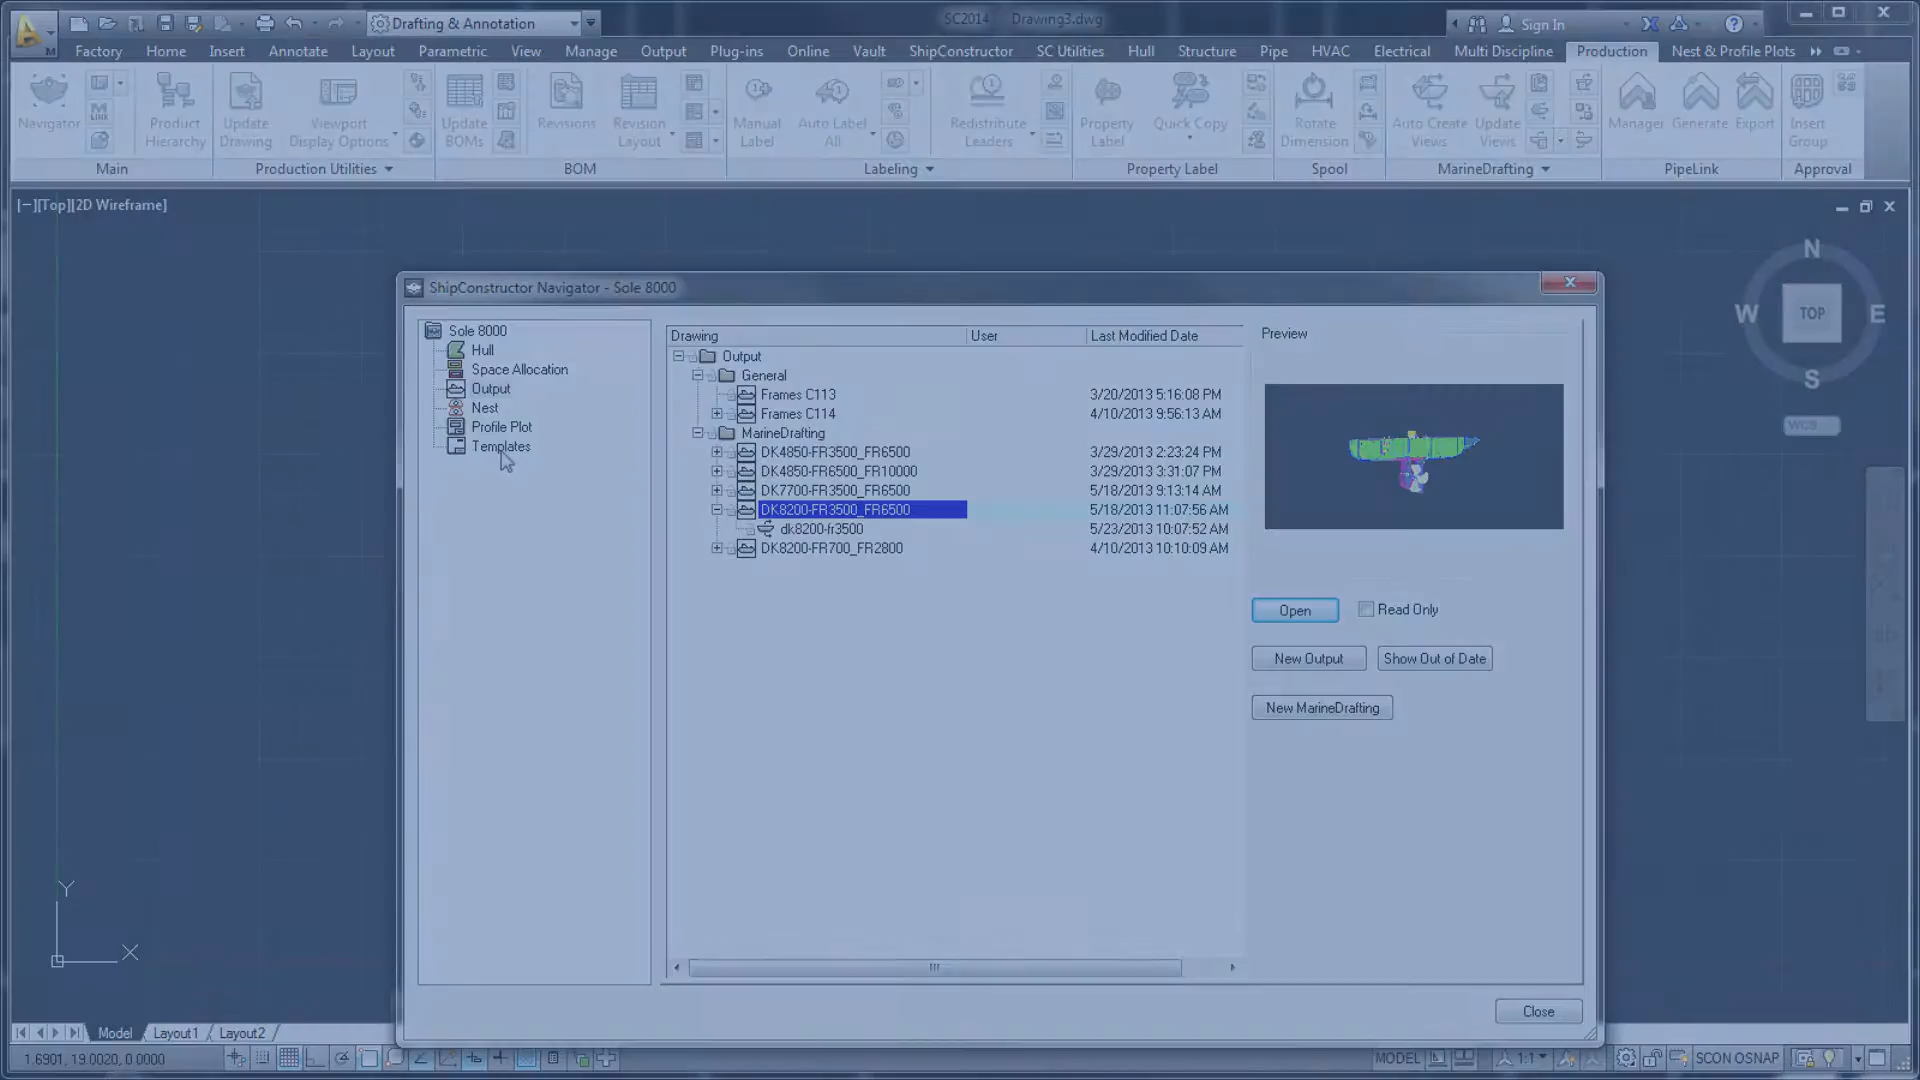 Drafting & Annotation
SC2014 Drawing3.dwg
Sign In
Factory Home Insert Annotate Layout Parametric View Manage Output Plug-ins Online Vault ShipConstructor SC Utilities Hull Structure Pipe HVAC Electrical Multi Discipline Production Nest & Profile Plots
Navigator
M
LINK
Product
Hierarchy
Update
Drawing
Viewport
Display Options
Update
BOMs
Revisions
Revision
Layout
Manual
Label
Auto Label
All
Redistribute
Leaders
Property
Label
Quick Copy
Rotate
Dimension
Auto Create
Views
Update
Views
Manager
Generate
Export
Insert
Group
Main Production Utilities BOM Labeling Property Label Spool MarineDrafting PipeLink Approval
[−][Top][2D Wireframe]
N
W TOP E
S
WCS
ShipConstructor Navigator - Sole 8000
Sole 8000
Hull
Space Allocation
Output
Nest
Profile Plot
Templates
Drawing User Last Modified Date
Output
General
Frames C113 3/20/2013 5:16:08 PM
Frames C114 4/10/2013 9:56:13 AM
MarineDrafting
DK4850-FR3500_FR6500 3/29/2013 2:23:24 PM
DK4850-FR6500_FR10000 3/29/2013 3:31:07 PM
DK7700-FR3500_FR6500 5/18/2013 9:13:14 AM
DK8200-FR3500_FR6500 5/18/2013 11:07:56 AM
dk8200-fr3500 5/23/2013 10:07:52 AM
DK8200-FR700_FR2800 4/10/2013 10:10:09 AM
Preview
Open Read Only
New Output Show Out of Date
New MarineDrafting
Close
Y
X
Model Layout1 Layout2
1.6901, 19.0020, 0.0000
MODEL 1:1 SCON OSNAP